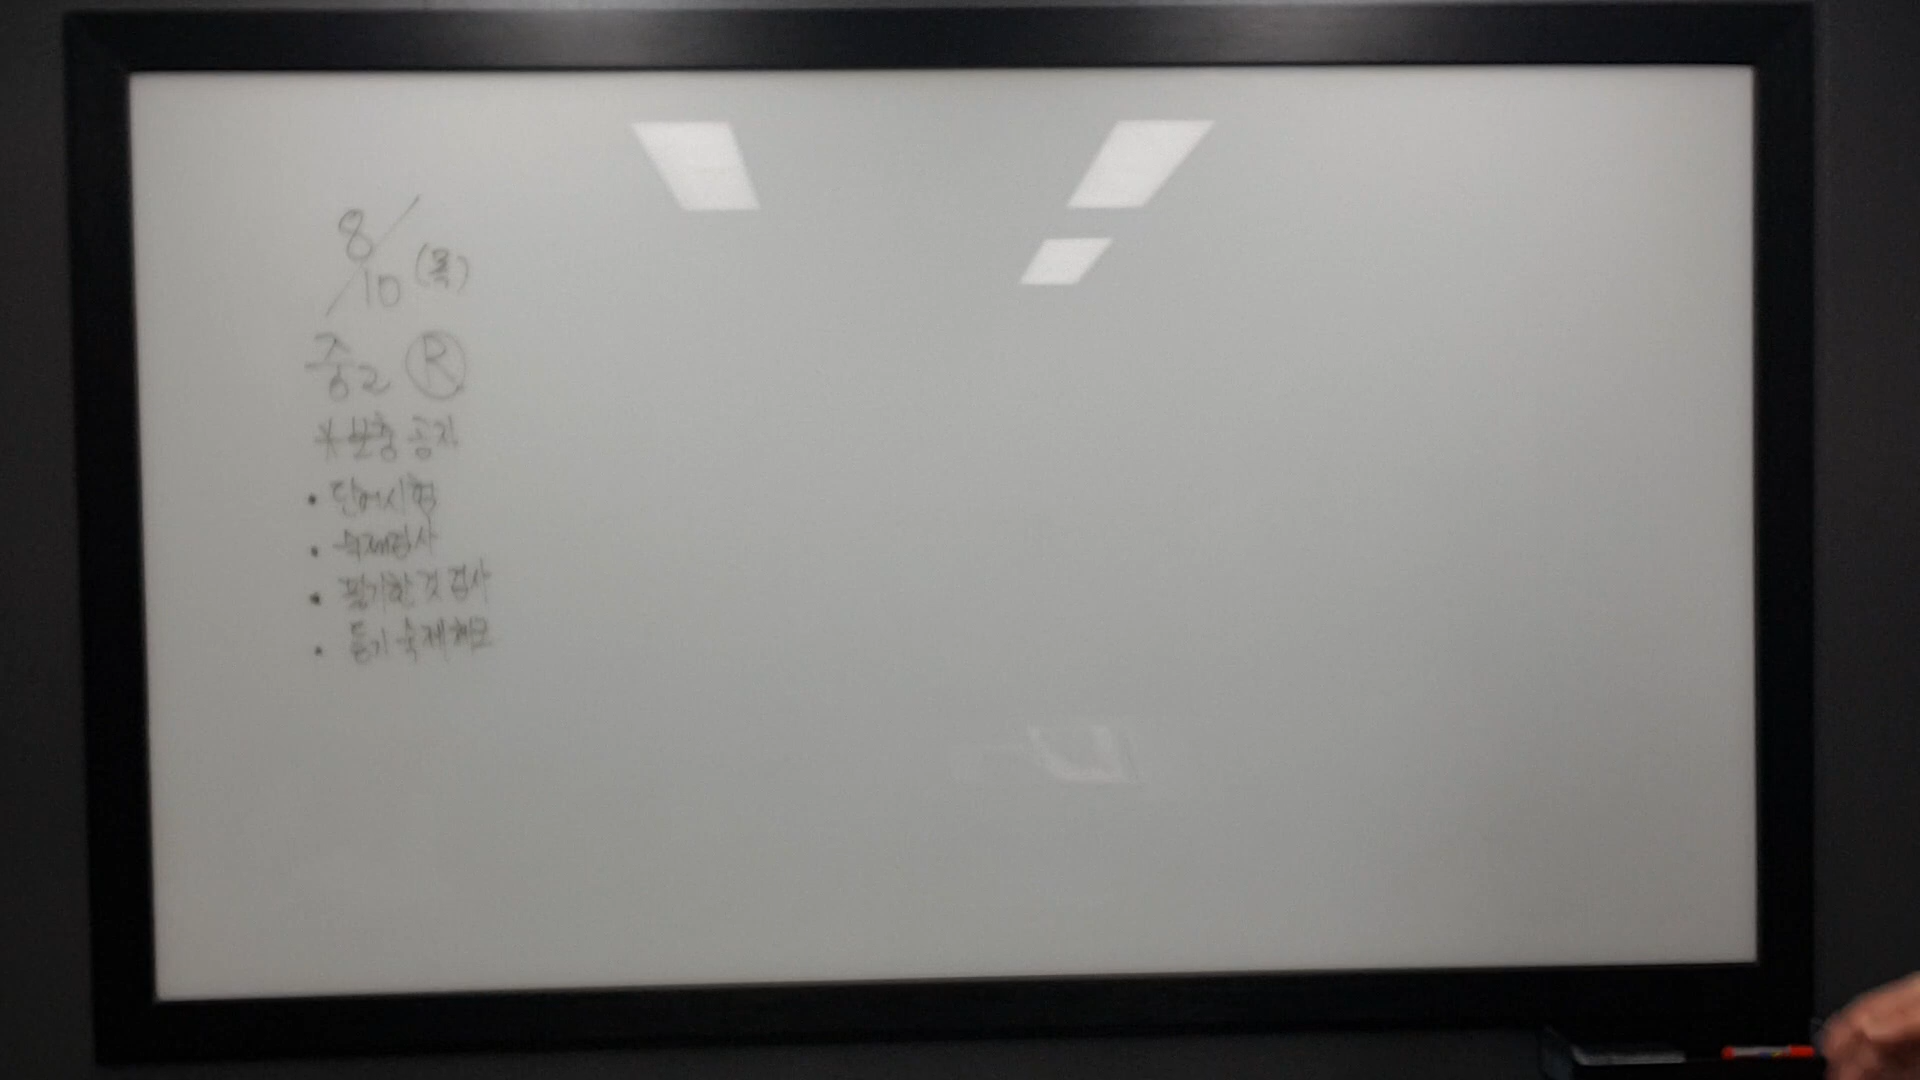 8/10 (목)
중2 Ⓡ
* 보충 공지
• 단어시험
• 숙제검사
• 필기한 것 검사
• 듣기 숙제 체크